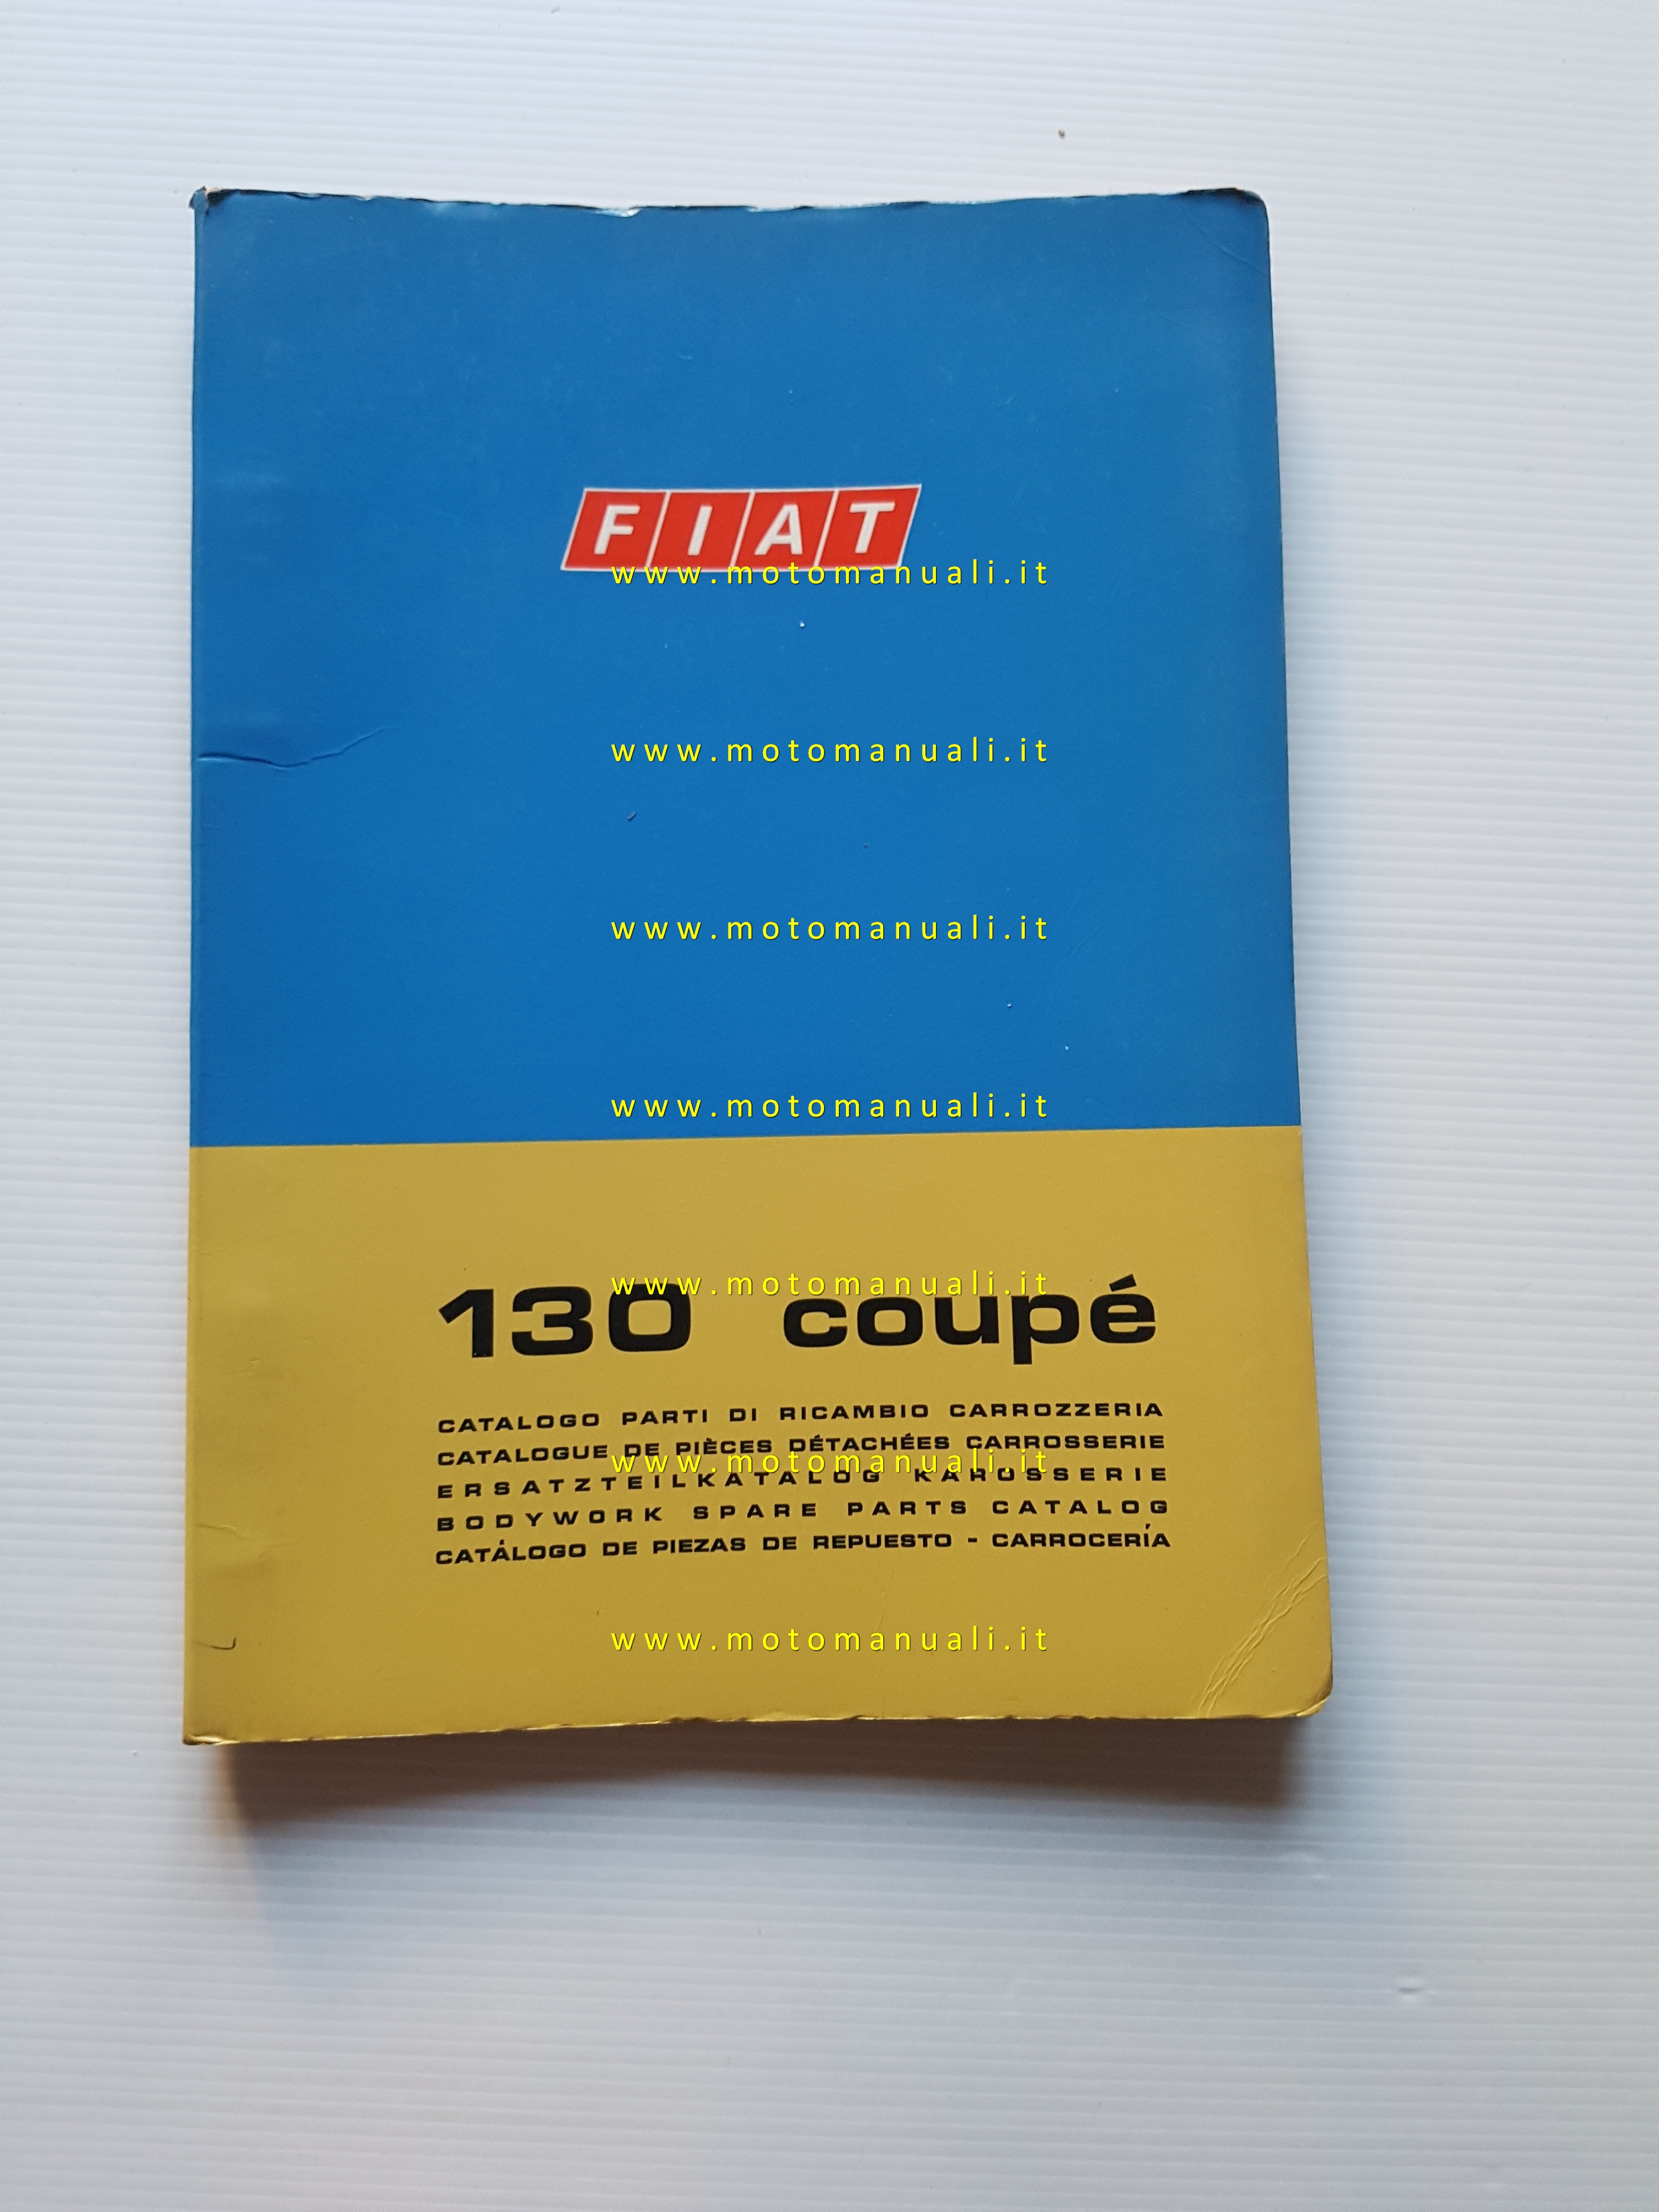 FIAT
www.motomanuali.it
www.motomanuali.it
www.motomanuali.it
www.motomanuali.it
www.motomanuali.it
130 coupé
CATALOGO PARTI DI RICAMBIO CARROZZERIA
CATALOGUE DE PIÈCES DÉTACHÉES CARROSSERIE
www.motomanuali.it
ERSATZTEILKATALOG KAROSSERIE
BODYWORK SPARE PARTS CATALOG
CATÁLOGO DE PIEZAS DE REPUESTO - CARROCERÍA
www.motomanuali.it